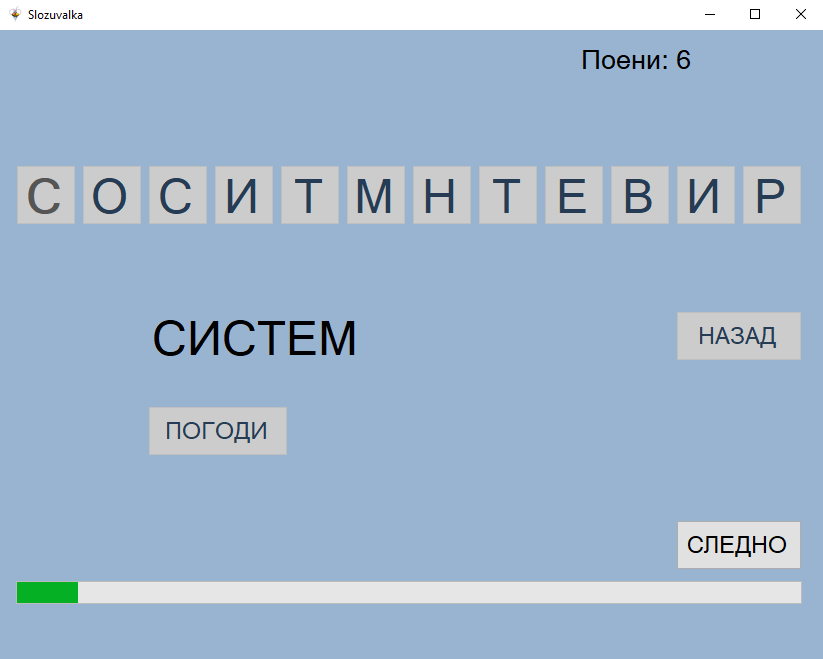 Slozuvalka
Поени: 6
С О С И Т М Н Т Е В И Р
СИСТЕМ
НАЗАД
ПОГОДИ
СЛЕДНО